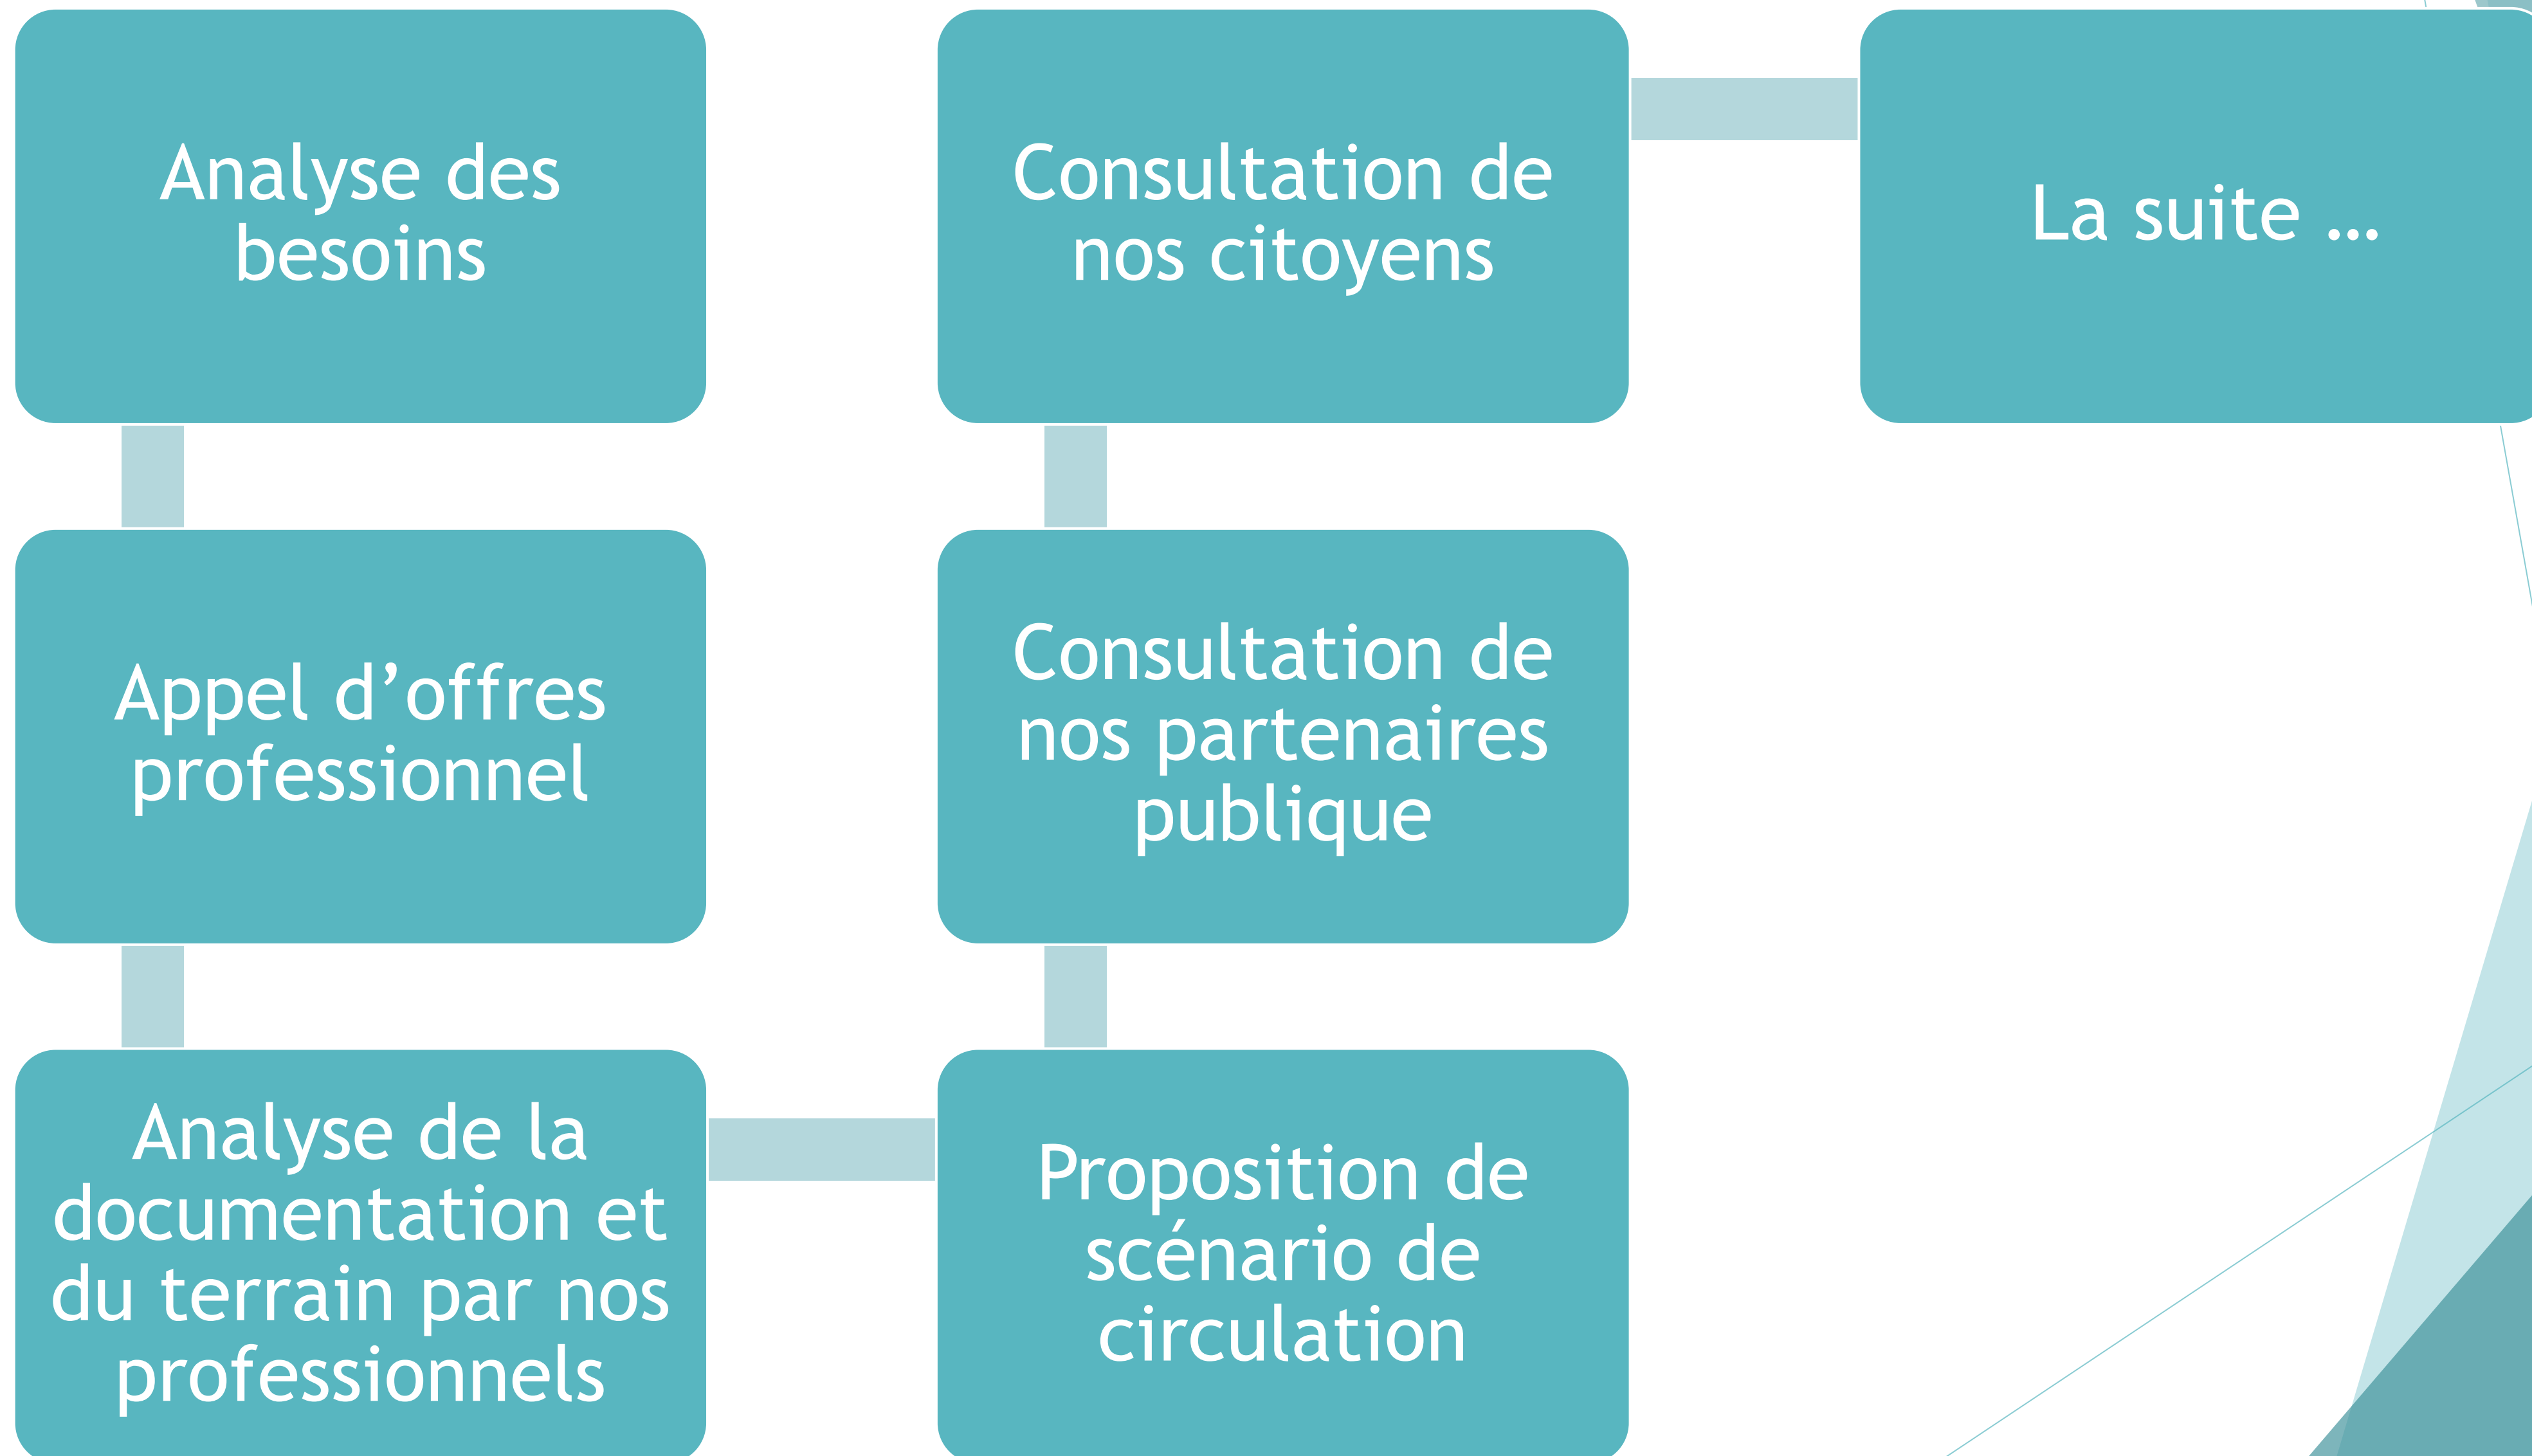 Analyse des
besoins
Appel d’offres
professionnel
Analyse de la
documentation et
du terrain par nos
professionnels
Proposition de
scénario de
circulation
Consultation de
nos partenaires
publique
Consultation de
nos citoyens
La suite …